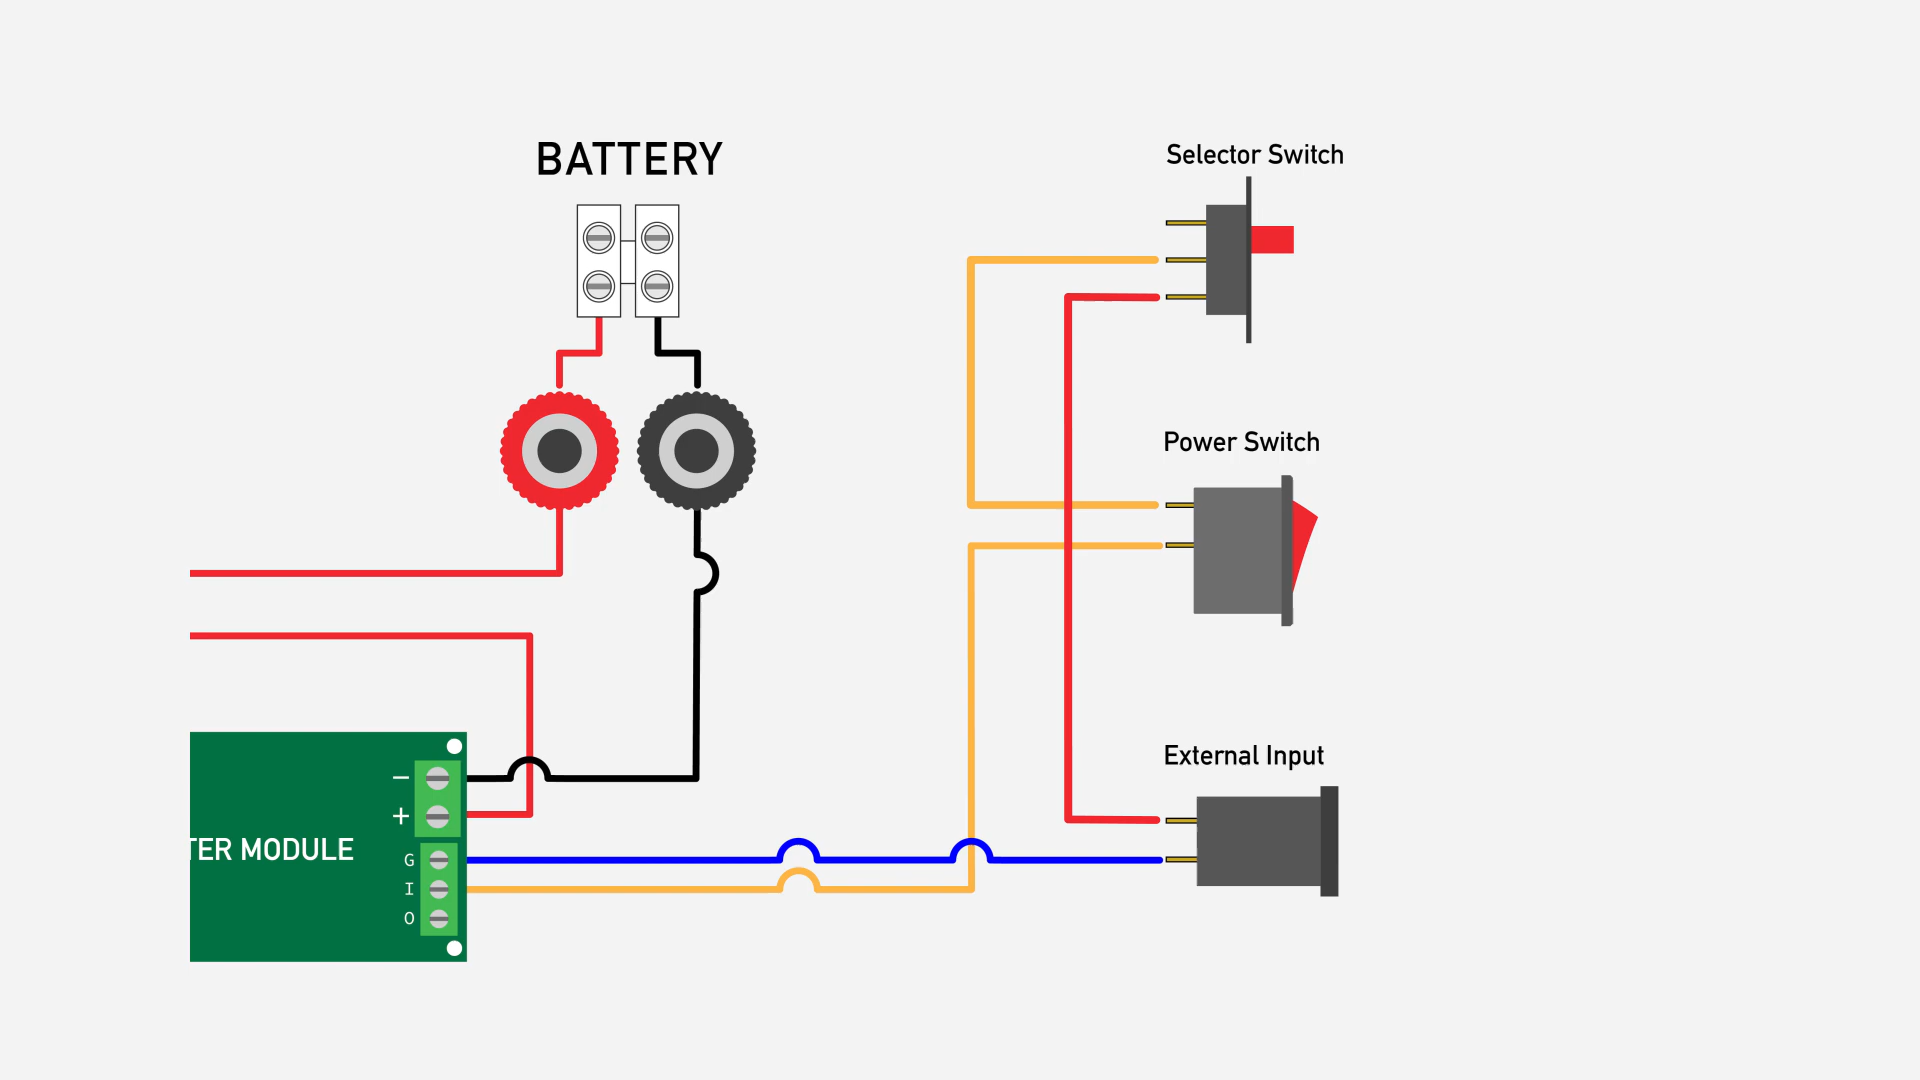 BATTERY
Selector Switch
Power Switch
External Input
−
+
TER MODULE
G
I
O